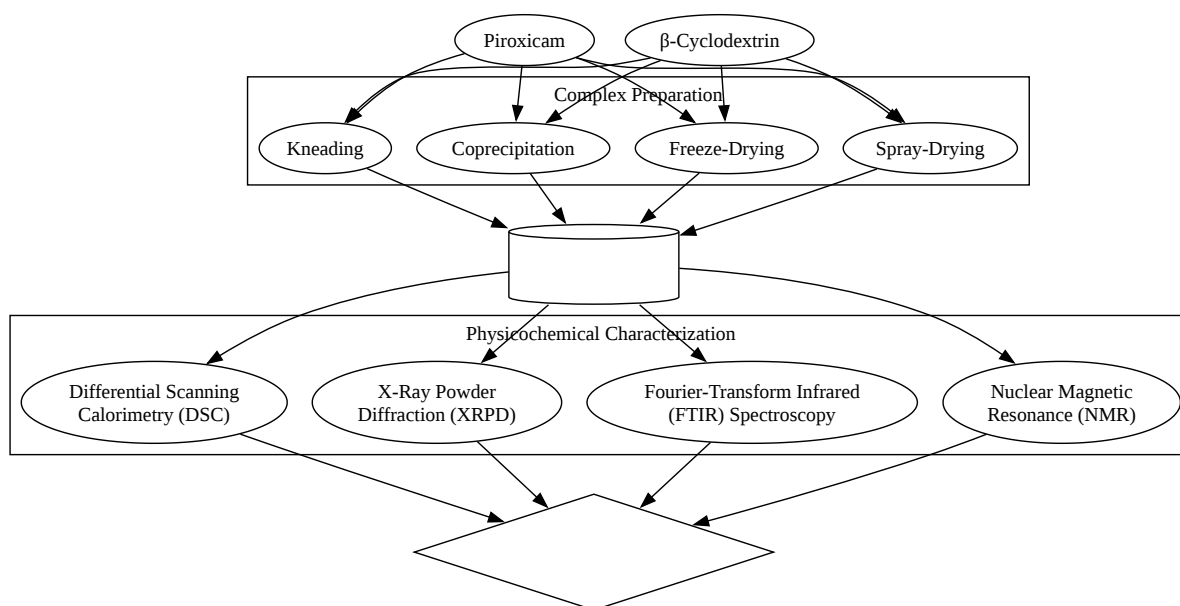 Piroxicam
β-Cyclodextrin
Complex Preparation
Kneading
Coprecipitation
Freeze-Drying
Spray-Drying
Physicochemical Characterization
Differential Scanning
Calorimetry (DSC)
X-Ray Powder
Diffraction (XRPD)
Fourier-Transform Infrared
(FTIR) Spectroscopy
Nuclear Magnetic
Resonance (NMR)